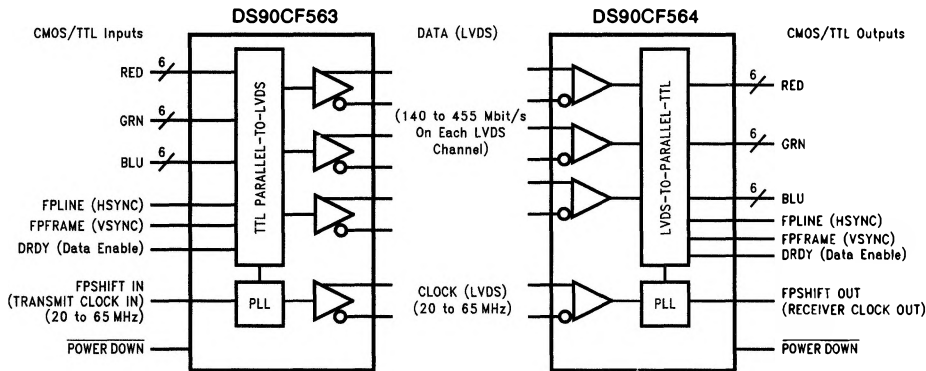 DS90CF563
DS90CF564
CMOS/TTL Inputs
DATA (LVDS)
CMOS/TTL Outputs
RED
6
GRN
6
BLU
6
FPLINE (HSYNC)
FPFRAME (VSYNC)
DRDY (Data Enable)
FPSHIFT IN
(TRANSMIT CLOCK IN)
(20 to 65 MHz)
POWER DOWN
TTL PARALLEL-TO-LVDS
PLL
(140 to 455 Mbit/s
On Each LVDS
Channel)
CLOCK (LVDS)
(20 to 65 MHz)
LVDS-TO-PARALLEL-TTL
PLL
6
RED
6
GRN
6
BLU
FPLINE (HSYNC)
FPFRAME (VSYNC)
DRDY (Data Enable)
FPSHIFT OUT
(RECEIVER CLOCK OUT)
POWER DOWN